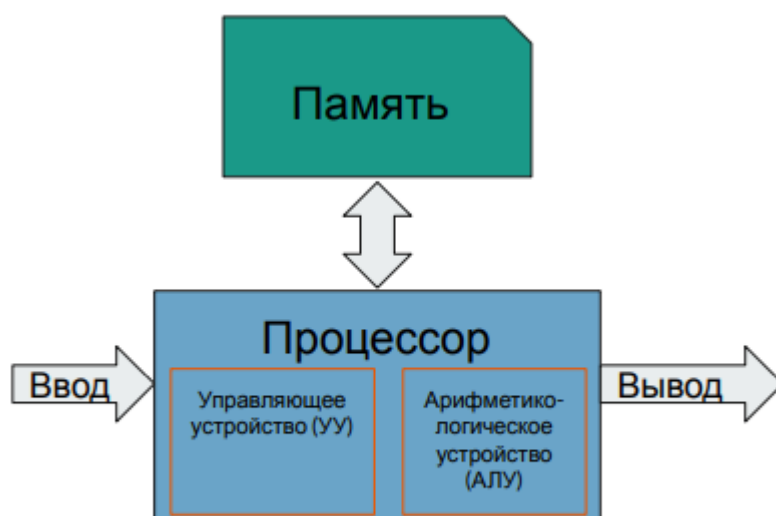 Память
Процессор
Ввод
Управляющее
устройство (УУ)
Арифметико-
логическое
устройство
(АЛУ)
Вывод